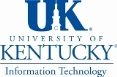 UK
UNIVERSITY OF
KENTUCKY
Information Technology